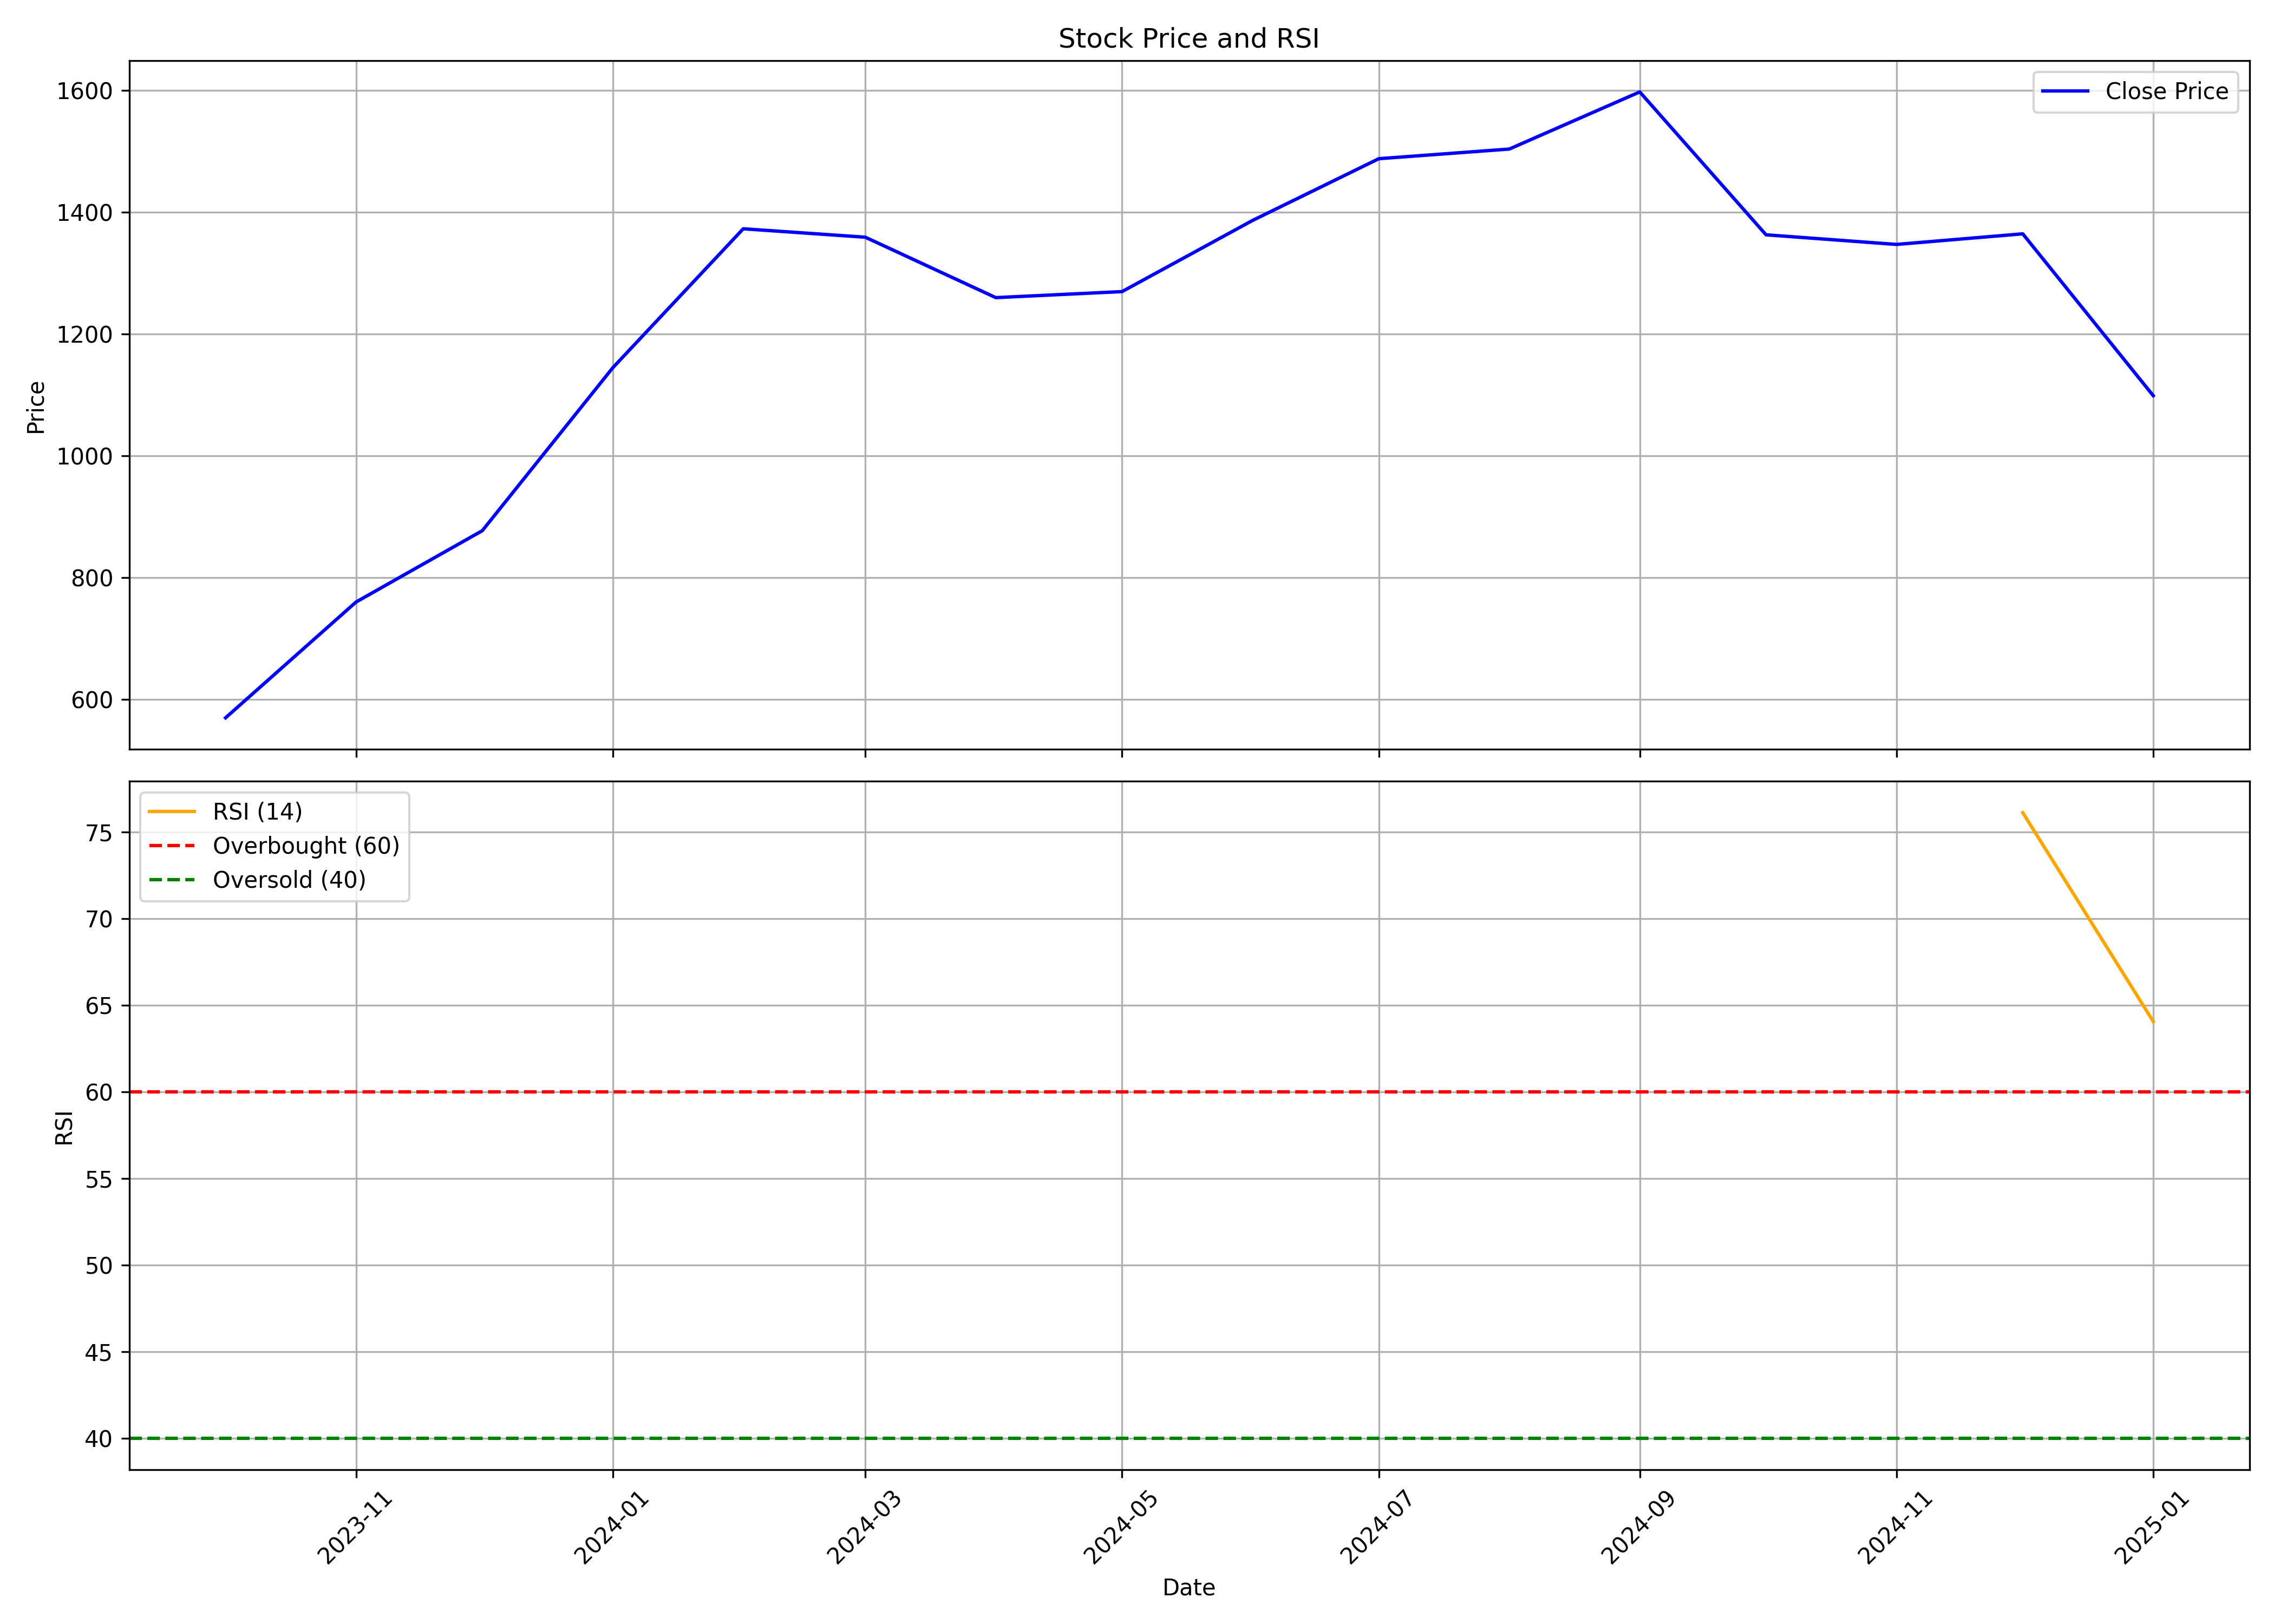 Stock Price and RSI
1600
1400
1200
1000
800
600
Price
Close Price
75
70
65
60
55
50
45
40
RSI
RSI (14)
Overbought (60)
Oversold (40)
2023-11
2024-01
2024-03
2024-05
2024-07
2024-09
2024-11
2025-01
Date